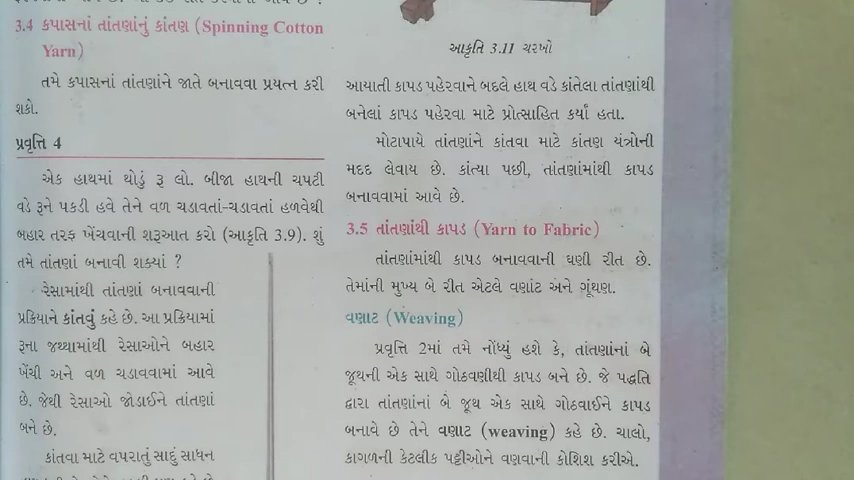 3.4 કપાસનાં તાંતણાંનું કાંતણ (Spinning Cotton
Yarn)
તમે કપાસનાં તાંતણાંને જાતે બનાવવા પ્રયત્ન કરી
શકો.
પ્રવૃત્તિ 4
એક હાથમાં થોડું રૂ લો. બીજા હાથની ચપટી
વડે રૂને પકડી હવે તેને વળ ચડાવતાં-ચડાવતાં હળવેથી
બહાર તરફ ખેંચવાની શરૂઆત કરો (આકૃતિ 3.9). શું
તમે તાંતણાં બનાવી શક્યાં ?
રેસામાંથી તાંતણાં બનાવવાની
પ્રક્રિયાને કાંતવું કહે છે. આ પ્રક્રિયામાં
રૂના જથ્થામાંથી રેસાઓને બહાર
ખેંચી અને વળ ચડાવવામાં આવે
છે. જેથી રેસાઓ જોડાઈને તાંતણાં
બને છે.
કાંતવા માટે વપરાતું સાદું સાધન
આકૃતિ 3.11 ચરખો
આયાતી કાપડ પહેરવાને બદલે હાથ વડે કાંતેલા તાંતણાંથી
બનેલાં કાપડ પહેરવા માટે પ્રોત્સાહિત કર્યાં હતા.
મોટાપાયે તાંતણાંને કાંતવા માટે કાંતણ યંત્રોની
મદદ લેવાય છે. કાંત્યા પછી, તાંતણાંમાંથી કાપડ
બનાવવામાં આવે છે.
3.5 તાંતણાંથી કાપડ (Yarn to Fabric)
તાંતણાંમાંથી કાપડ બનાવવાની ઘણી રીત છે.
તેમાંની મુખ્ય બે રીત એટલે વણાંટ અને ગૂંથણ.
વણાટ (Weaving)
પ્રવૃત્તિ 2માં તમે નોંધ્યું હશે કે, તાંતણાંનાં બે
જૂથની એક સાથે ગોઠવણીથી કાપડ બને છે. જે પદ્ધતિ
દ્વારા તાંતણાંનાં બે જૂથ એક સાથે ગોઠવાઈને કાપડ
બનાવે છે તેને વણાટ (weaving) કહે છે. ચાલો,
કાગળની કેટલીક પટ્ટીઓને વણવાની કોશિશ કરીએ.